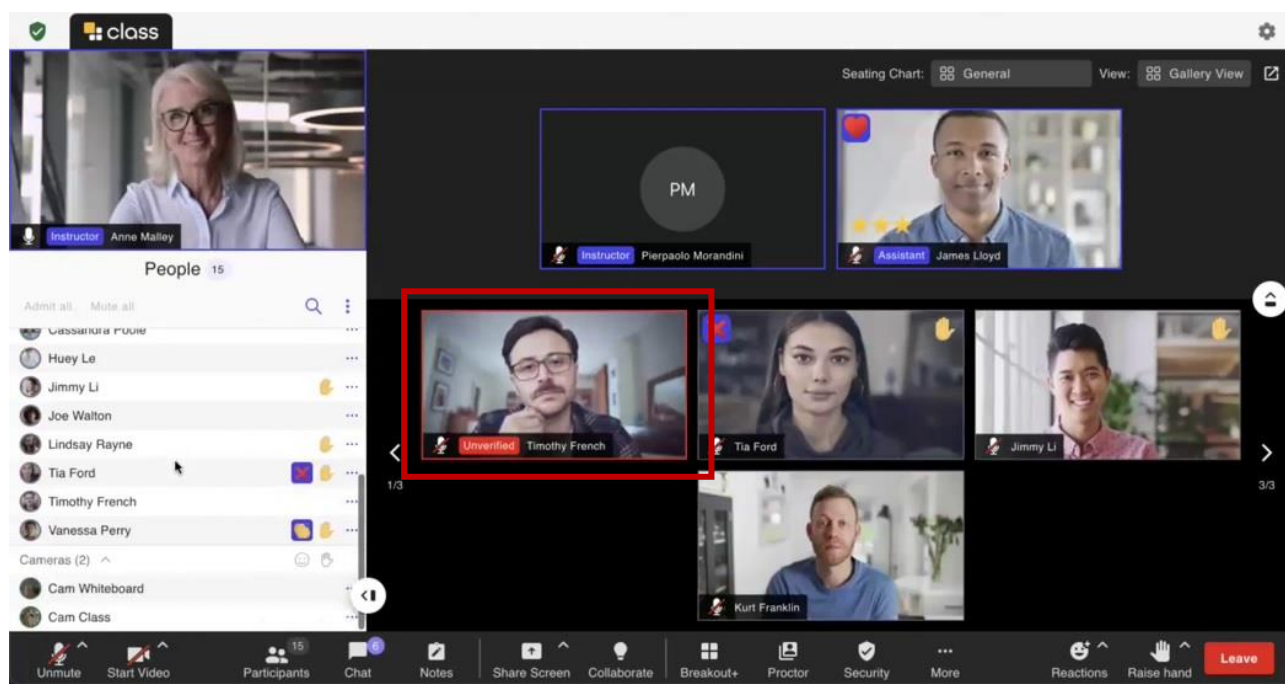 class
Seating Chart: General View: Gallery View
Instructor Anne Malley
PM
Instructor Pierpaolo Morandini
Assistant James Lloyd
People 15
Admit all Mute all
Cassandra Poole
Huey Le
Jimmy Li
Joe Walton
Lindsay Rayne
Tia Ford
Timothy French
Vanessa Perry
Cameras (2)
Cam Whiteboard
Cam Class
Unverified Timothy French
Tia Ford
Jimmy Li
1/3
3/3
Kurt Franklin
15
6
Unmute Start Video Participants Chat Notes Share Screen Collaborate Breakout+ Proctor Security More Reactions Raise hand Leave